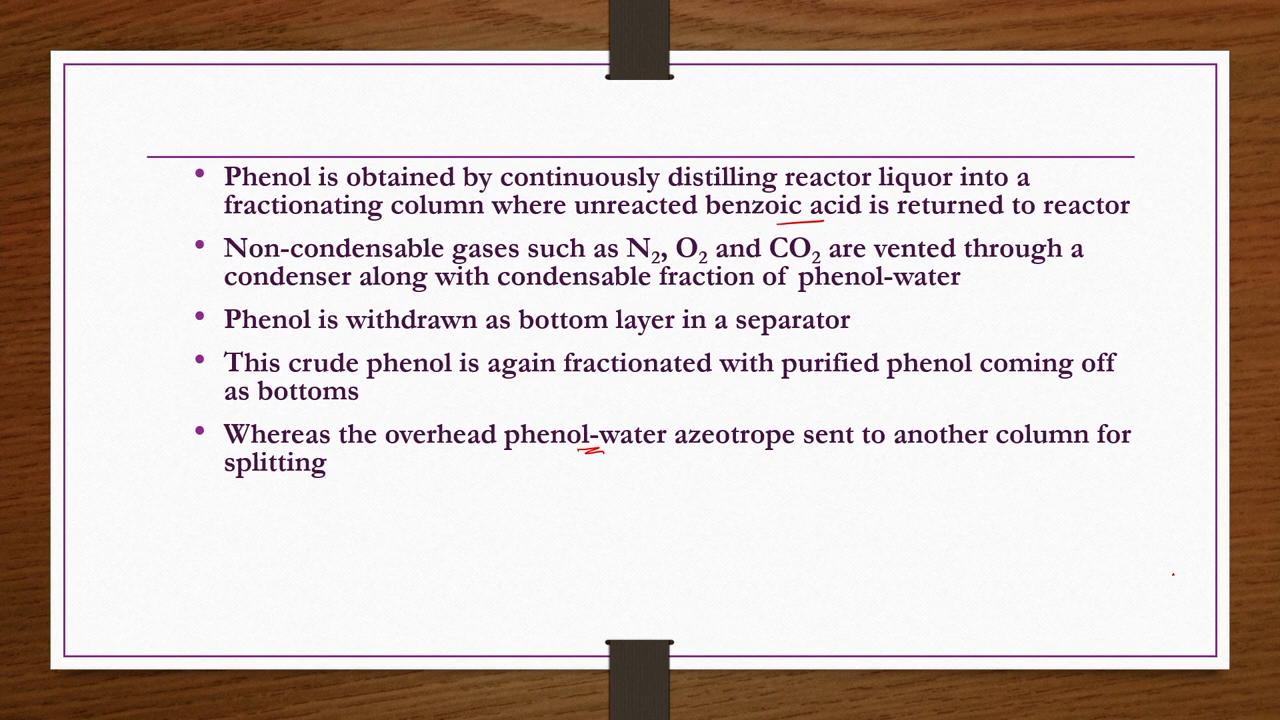 • Phenol is obtained by continuously distilling reactor liquor into a
fractionating column where unreacted benzoic acid is returned to reactor
• Non-condensable gases such as N₂, O₂ and CO₂ are vented through a
condenser along with condensable fraction of phenol-water
• Phenol is withdrawn as bottom layer in a separator
• This crude phenol is again fractionated with purified phenol coming off
as bottoms
• Whereas the overhead phenol-water azeotrope sent to another column for
splitting